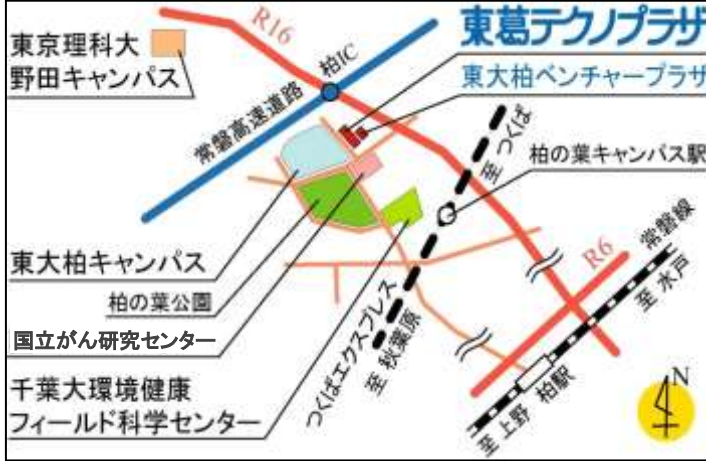 東京理科大
野田キャンパス
R16
柏IC
常磐高速道路
東葛テクノプラザ
東大柏ベンチャープラザ
至 つくば
柏の葉キャンパス駅
東大柏キャンパス
柏の葉公園
国立がん研究センター
千葉大環境健康
フィールド科学センター
つくばエクスプレス
至 秋葉原
R6
常磐線
至 水戸
柏駅
至 上野
N